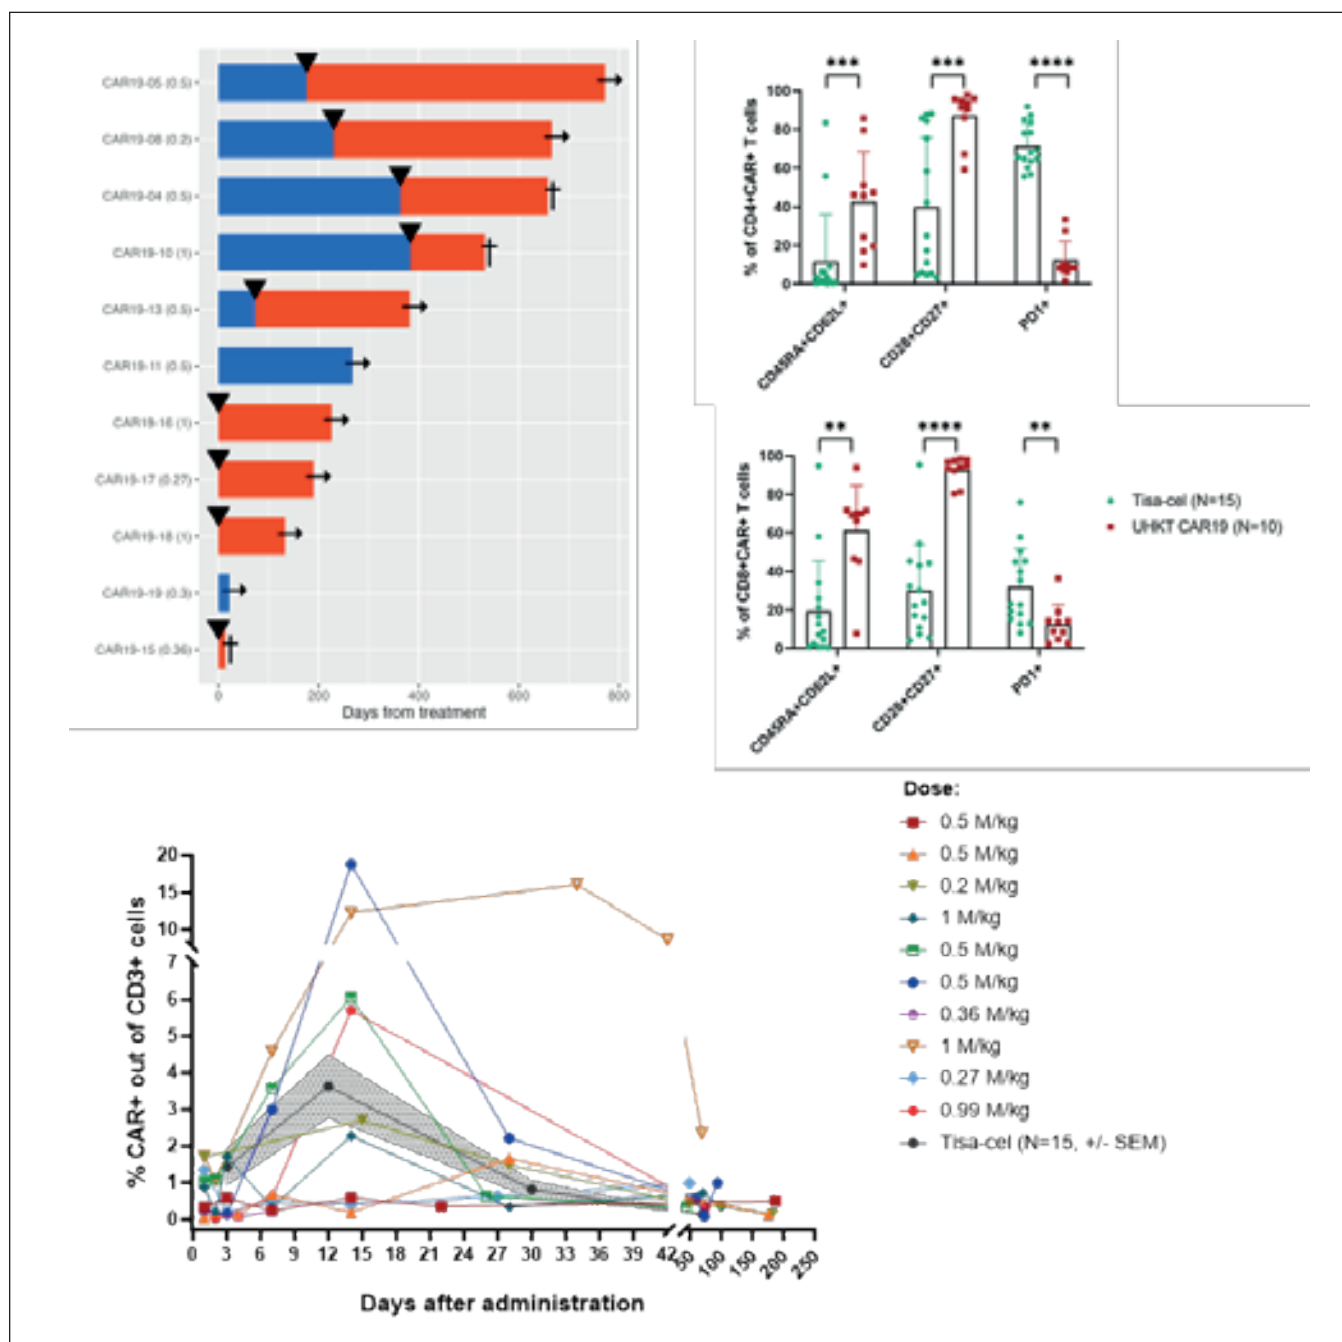 CAR19-05 (0.5)
CAR19-08 (0.2)
CAR19-04 (0.5)
CAR19-10 (1)
CAR19-13 (0.5)
CAR19-11 (0.5)
CAR19-16 (1)
CAR19-17 (0.27)
CAR19-18 (1)
CAR19-19 (0.3)
CAR19-15 (0.36)
0 200 400 600 800
Days from treatment
*** *** ****
% of CD4+CAR+ T cells
100
80
60
40
20
0
CD45RA+CD62L+
CD28+CD27+
PD1+
** **** **
% of CD8+CAR+ T cells
100
80
60
40
20
0
CD45RA+CD62L+
CD28+CD27+
PD1+
Tisa-cel (N=15)
UHKT CAR19 (N=10)
% CAR+ out of CD3+ cells
20
15
10
7
6
5
4
3
2
1
0
0 3 6 9 12 15 18 21 24 27 30 33 36 39 42 50 100 150 200 250
Days after administration
Dose:
0.5 M/kg
0.5 M/kg
0.2 M/kg
1 M/kg
0.5 M/kg
0.5 M/kg
0.36 M/kg
1 M/kg
0.27 M/kg
0.99 M/kg
Tisa-cel (N=15, +/- SEM)